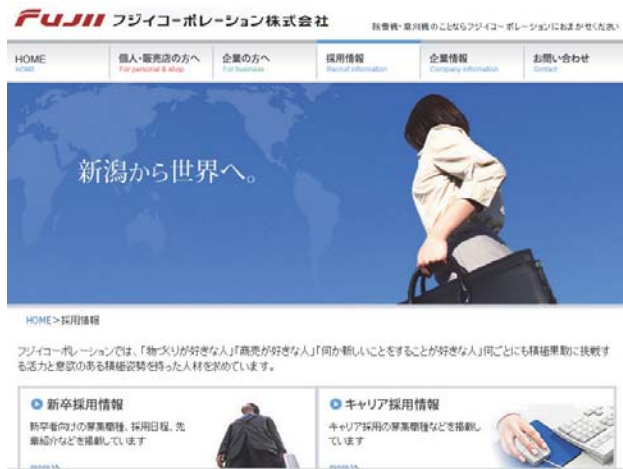 FUJII フジイコーポレーション株式会社
除雪機・草刈機のことならフジイコーポレーションにおまかせください
HOME 個人・販売店の方へ 企業の方へ 採用情報 企業情報 お問い合わせ
HOME For personal & shop For business Recruit information Company information Contact
新潟から世界へ。
HOME>採用情報
フジイコーポレーションでは、「物づくりが好きな人」「商売が好きな人」「何か新しいことをすることが好きな人」何ごとにも積極果敢に挑戦す
る活力と意欲のある積極姿勢を持った人材を求めています。
新卒採用情報
新卒者向けの募集職種、採用日程、先
輩紹介などを掲載しています
more
キャリア採用情報
キャリア採用の募集職種などを掲載し
ています
more